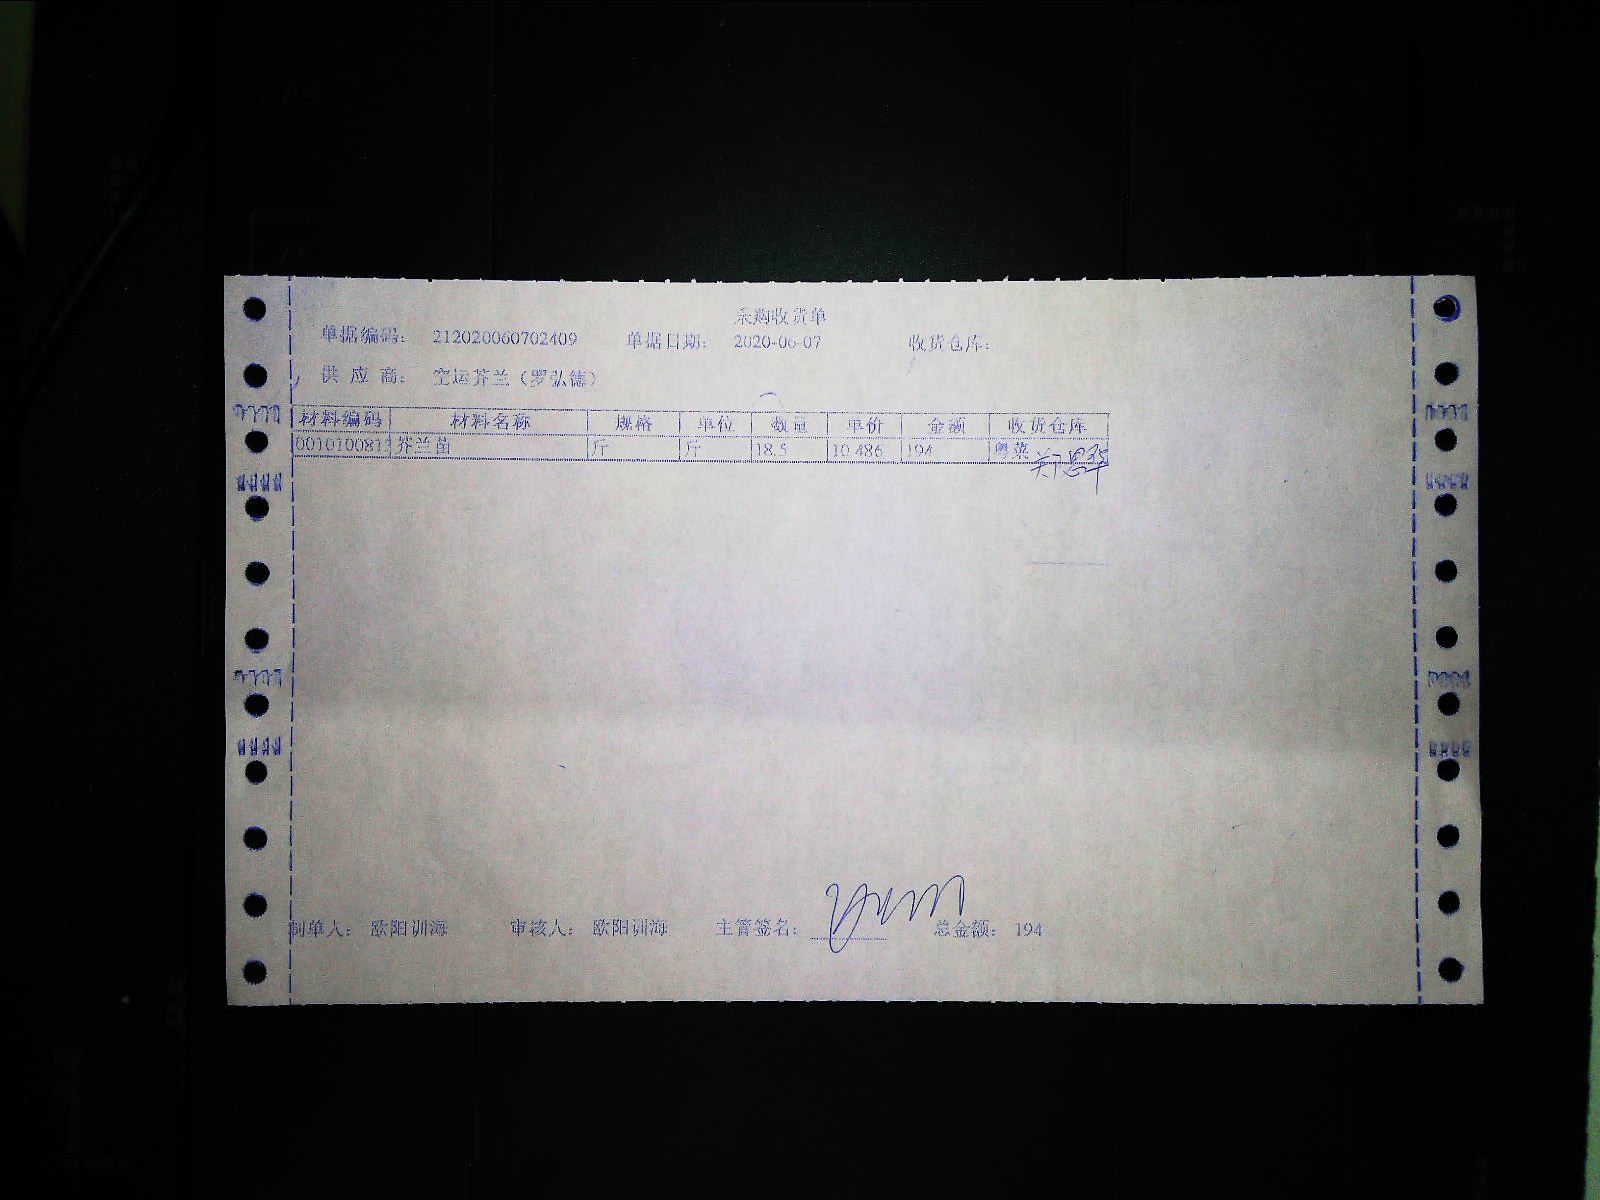 采购收货单
单据编码： 212020060702409 单据日期： 2020-06-07 收货仓库：
供 应 商： 空运芥兰（罗弘德）
材料编码 材料名称 规格 单位 数量 单价 金额 收货仓库
001010081 芥兰苗 斤 斤 18.5 10.486 194 粤菜
制单人： 欧阳训海 审核人： 欧阳训海 主管签名： 总金额： 194